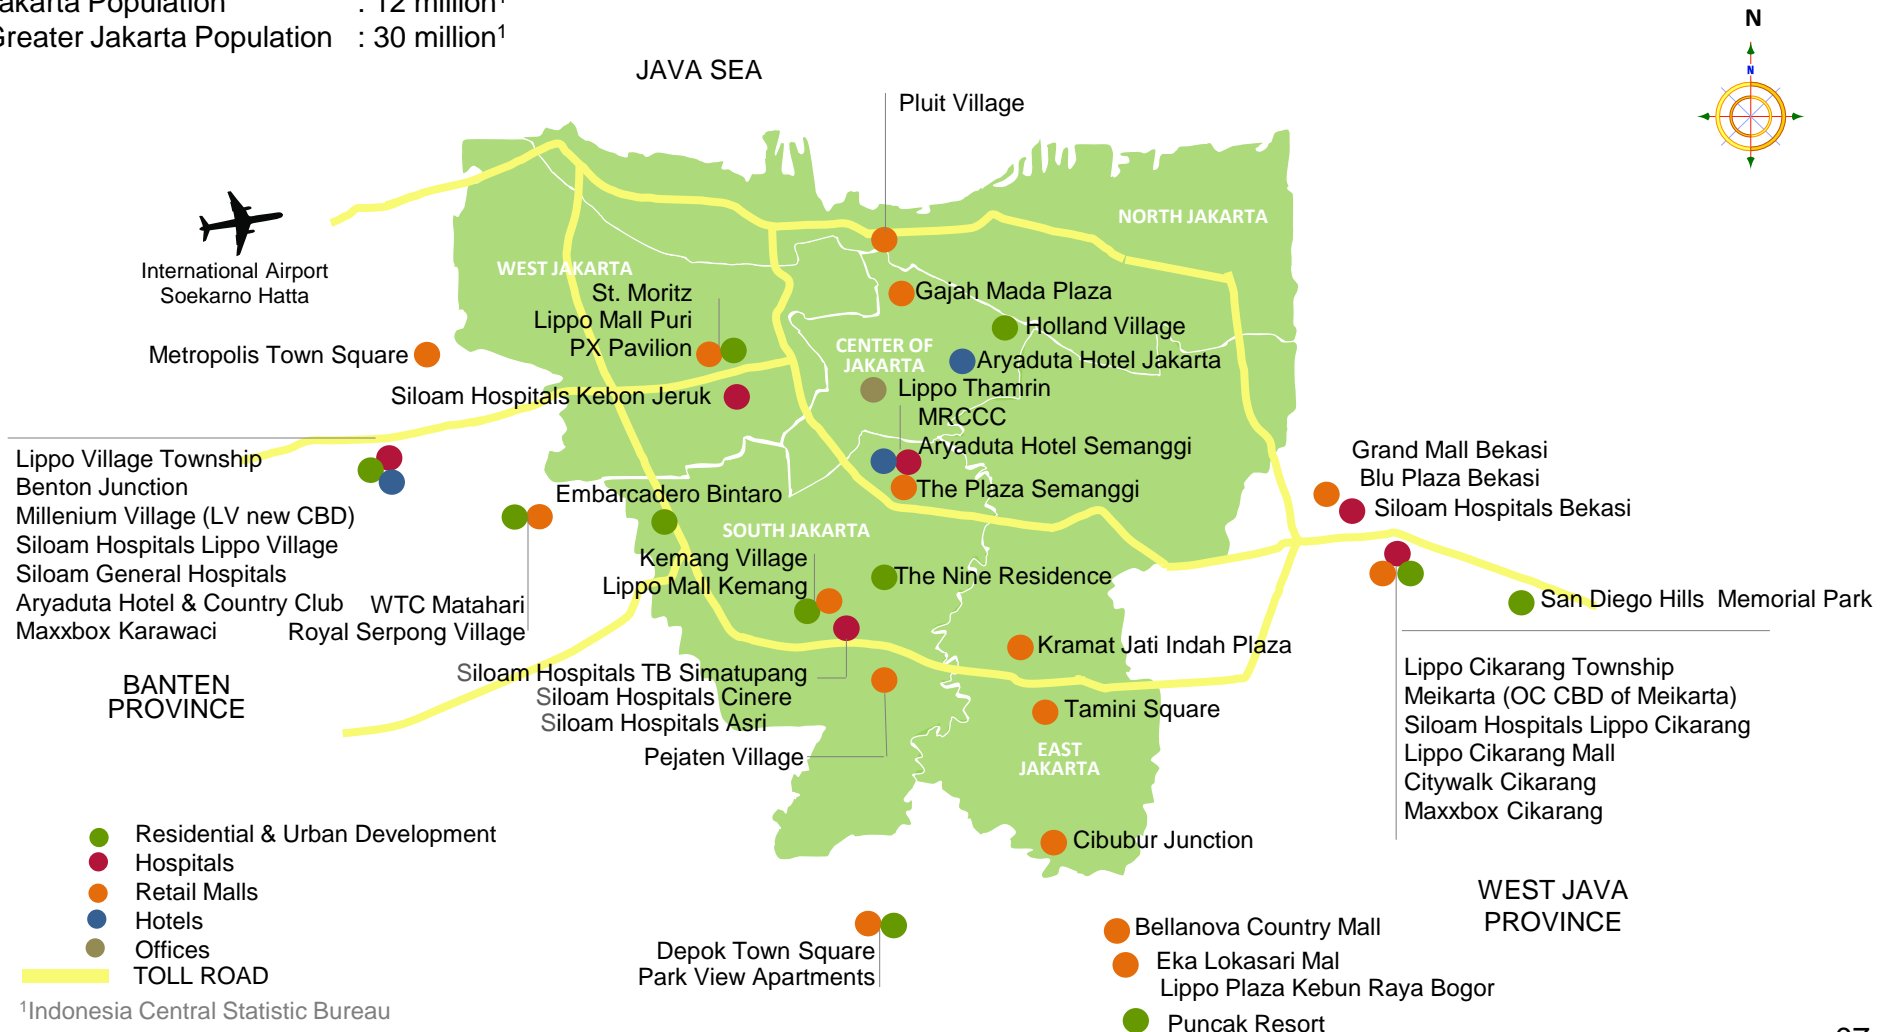 Jakarta Population : 12 million¹
Greater Jakarta Population : 30 million¹
N
N
JAVA SEA
Pluit Village
NORTH JAKARTA
WEST JAKARTA
International Airport
Soekarno Hatta
St. Moritz
Lippo Mall Puri
PX Pavilion
Gajah Mada Plaza
Holland Village
CENTER OF
JAKARTA
Aryaduta Hotel Jakarta
Metropolis Town Square
Siloam Hospitals Kebon Jeruk
Lippo Thamrin
MRCCC
Aryaduta Hotel Semanggi
The Plaza Semanggi
Grand Mall Bekasi
Blu Plaza Bekasi
Siloam Hospitals Bekasi
Lippo Village Township
Benton Junction
Millenium Village (LV new CBD)
Siloam Hospitals Lippo Village
Siloam General Hospitals
Aryaduta Hotel & Country Club
Maxxbox Karawaci
Embarcadero Bintaro
SOUTH JAKARTA
Kemang Village
Lippo Mall Kemang
The Nine Residence
WTC Matahari
Royal Serpong Village
San Diego Hills Memorial Park
Kramat Jati Indah Plaza
Siloam Hospitals TB Simatupang
Siloam Hospitals Cinere
Siloam Hospitals Asri
Pejaten Village
Tamini Square
EAST
JAKARTA
BANTEN
PROVINCE
Lippo Cikarang Township
Meikarta (OC CBD of Meikarta)
Siloam Hospitals Lippo Cikarang
Lippo Cikarang Mall
Citywalk Cikarang
Maxxbox Cikarang
Cibubur Junction
Residential & Urban Development
Hospitals
Retail Malls
Hotels
Offices
TOLL ROAD
¹Indonesia Central Statistic Bureau
WEST JAVA
PROVINCE
Depok Town Square
Park View Apartments
Bellanova Country Mall
Eka Lokasari Mal
Lippo Plaza Kebun Raya Bogor
Puncak Resort